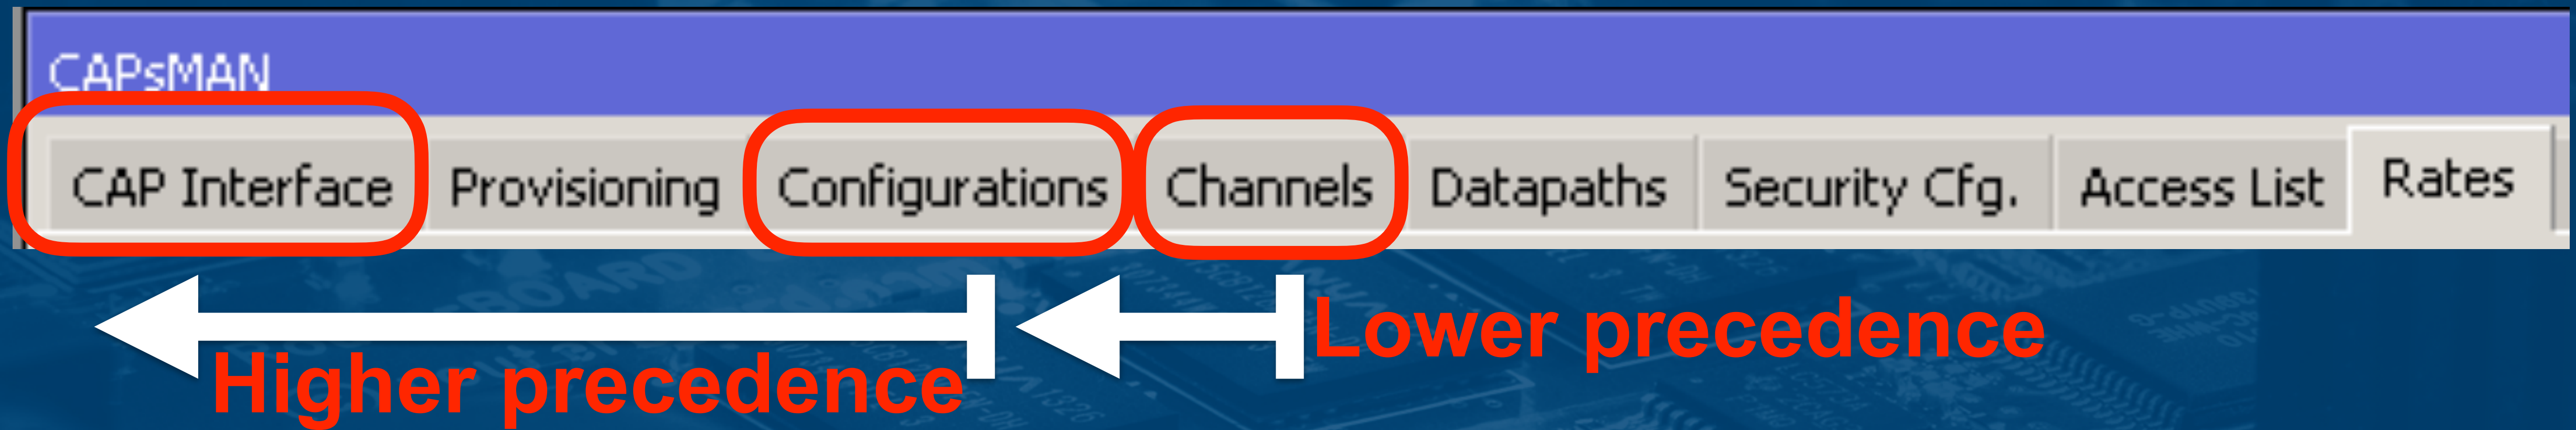 CAPsMAN
CAP Interface Provisioning Configurations Channels Datapaths Security Cfg. Access List Rates
Lower precedence
Higher precedence